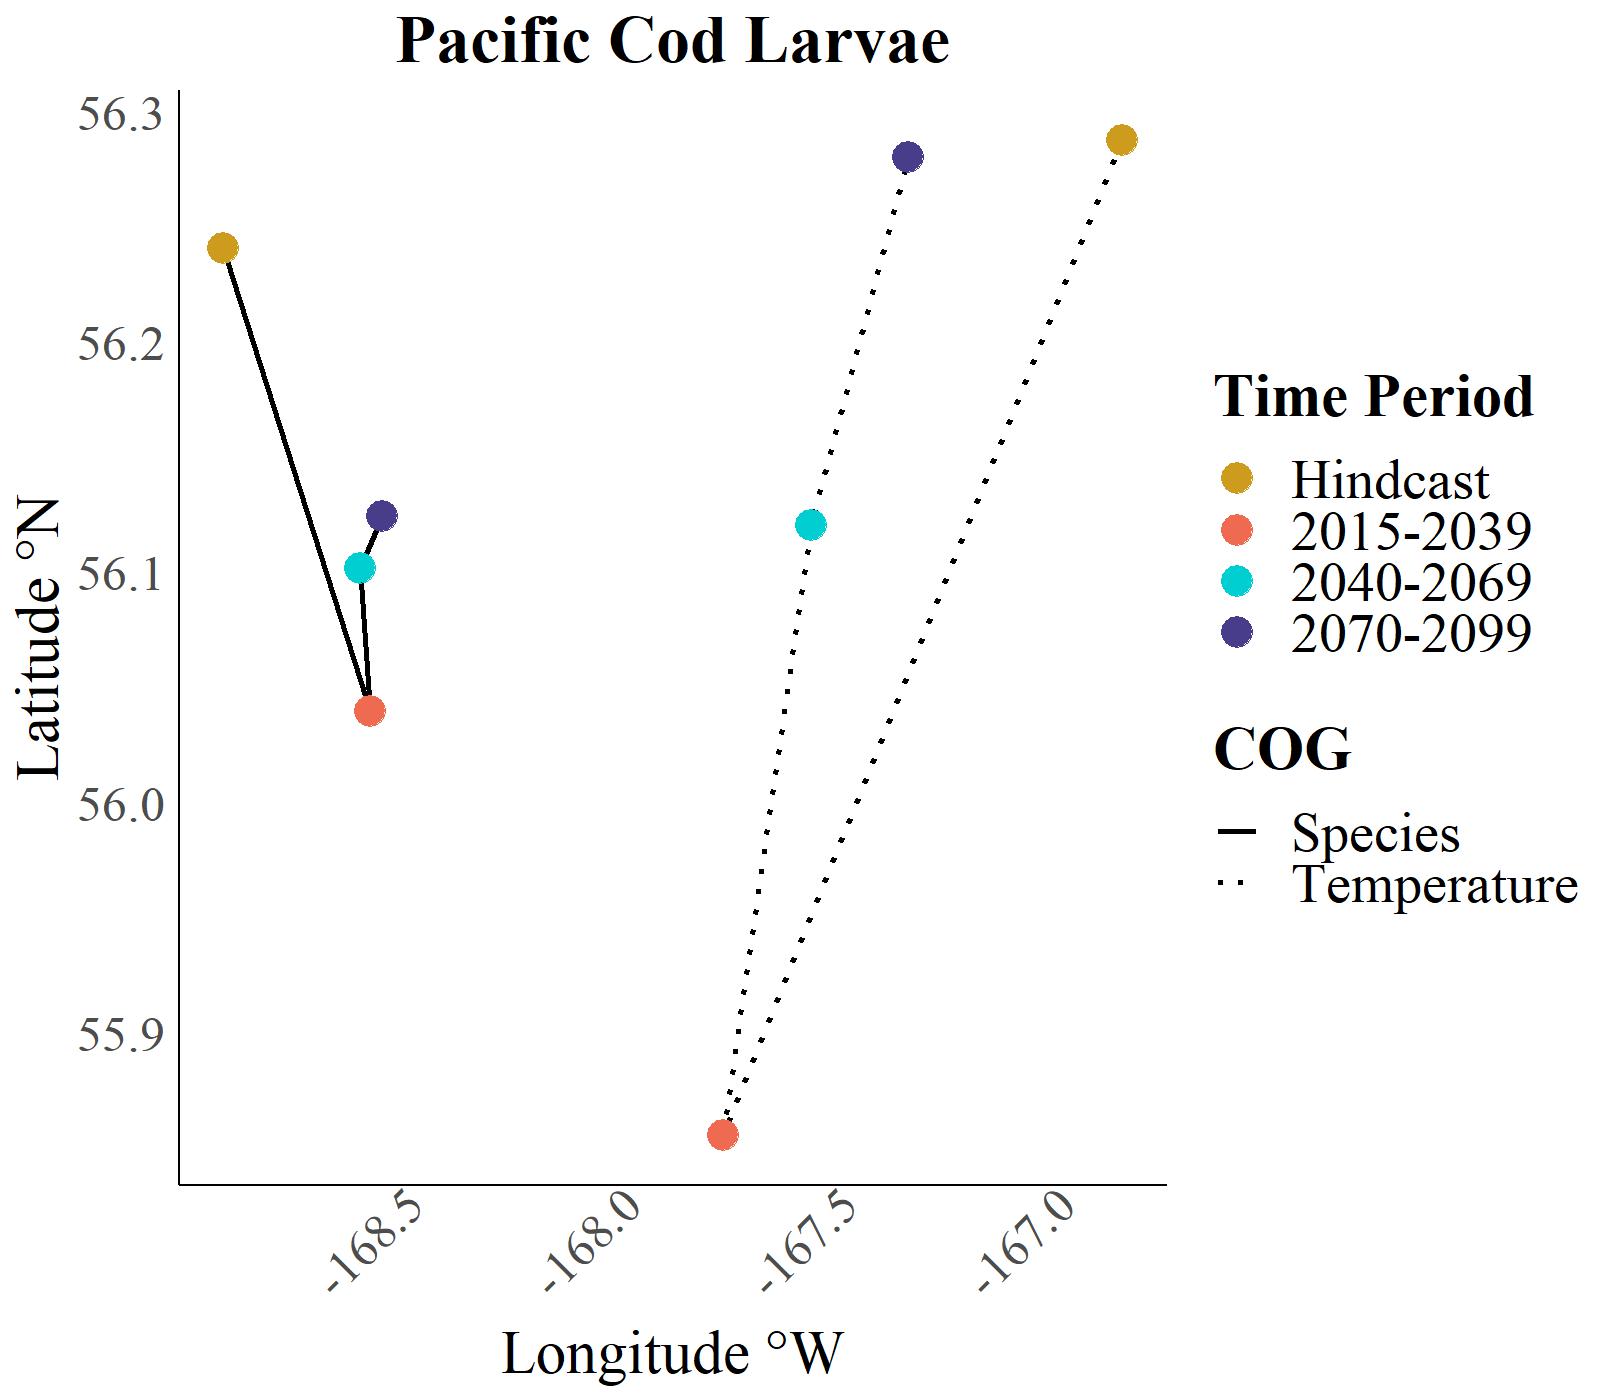 Pacific Cod Larvae
56.3
56.2
56.1
56.0
55.9
Latitude °N
-168.5
-168.0
-167.5
-167.0
Longitude °W
Time Period
Hindcast
2015-2039
2040-2069
2070-2099
COG
Species
Temperature